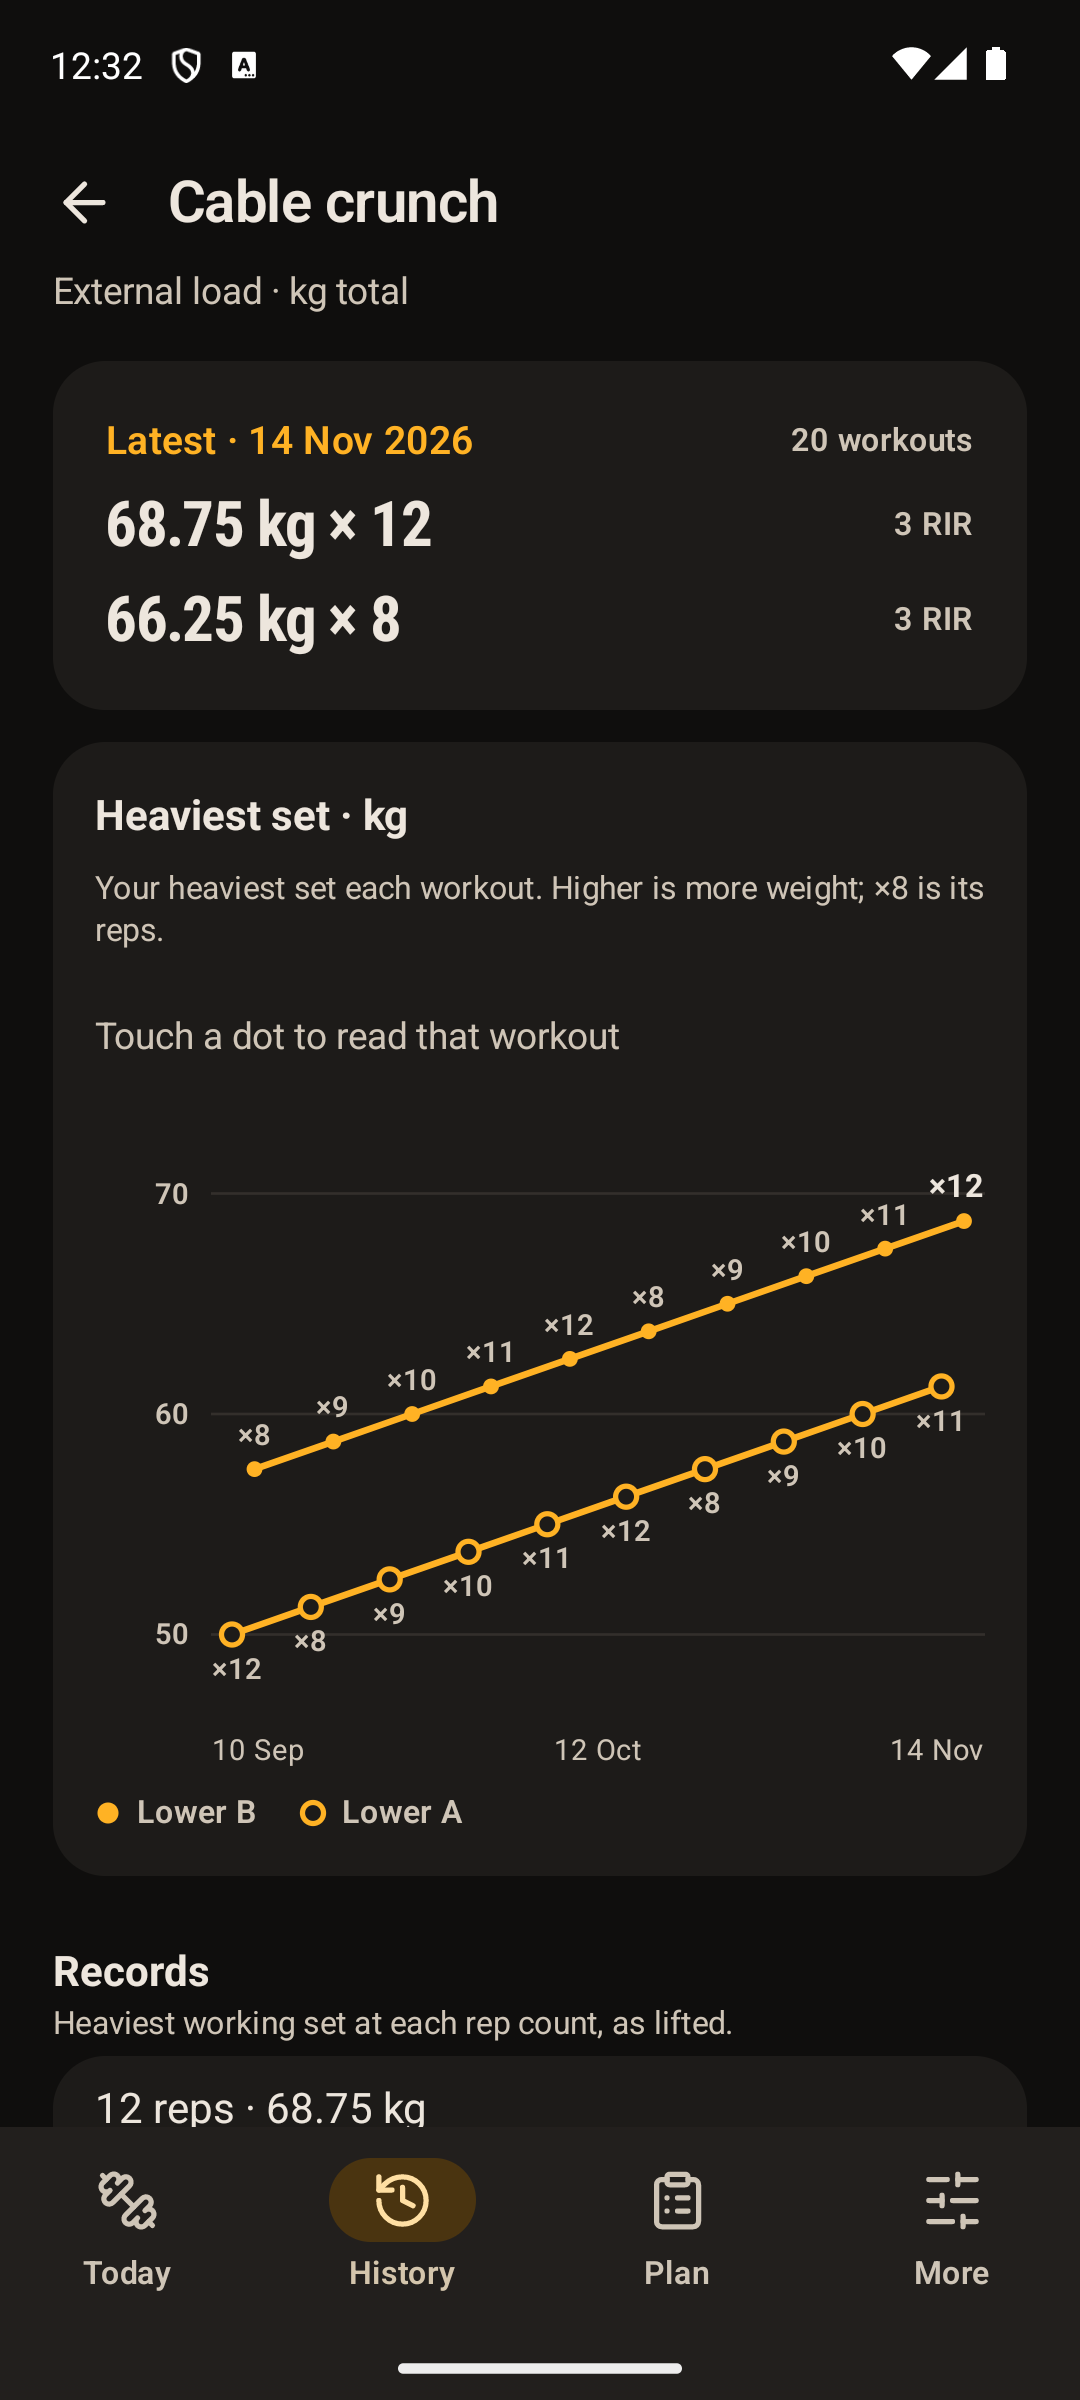 12:32
Cable crunch
External load · kg total
Latest · 14 Nov 2026
20 workouts
68.75 kg × 12
3 RIR
66.25 kg × 8
3 RIR
Heaviest set · kg
Your heaviest set each workout. Higher is more weight; ×8 is its
reps.
Touch a dot to read that workout
70
×12
×11
×10
×9
×8
×12
×11
×10
×9
×8
60
×11
×10
×9
×8
×12
×11
×10
×9
×8
×12
50
10 Sep
12 Oct
14 Nov
Lower B
Lower A
Records
Heaviest working set at each rep count, as lifted.
12 reps · 68.75 kg
Today
History
Plan
More